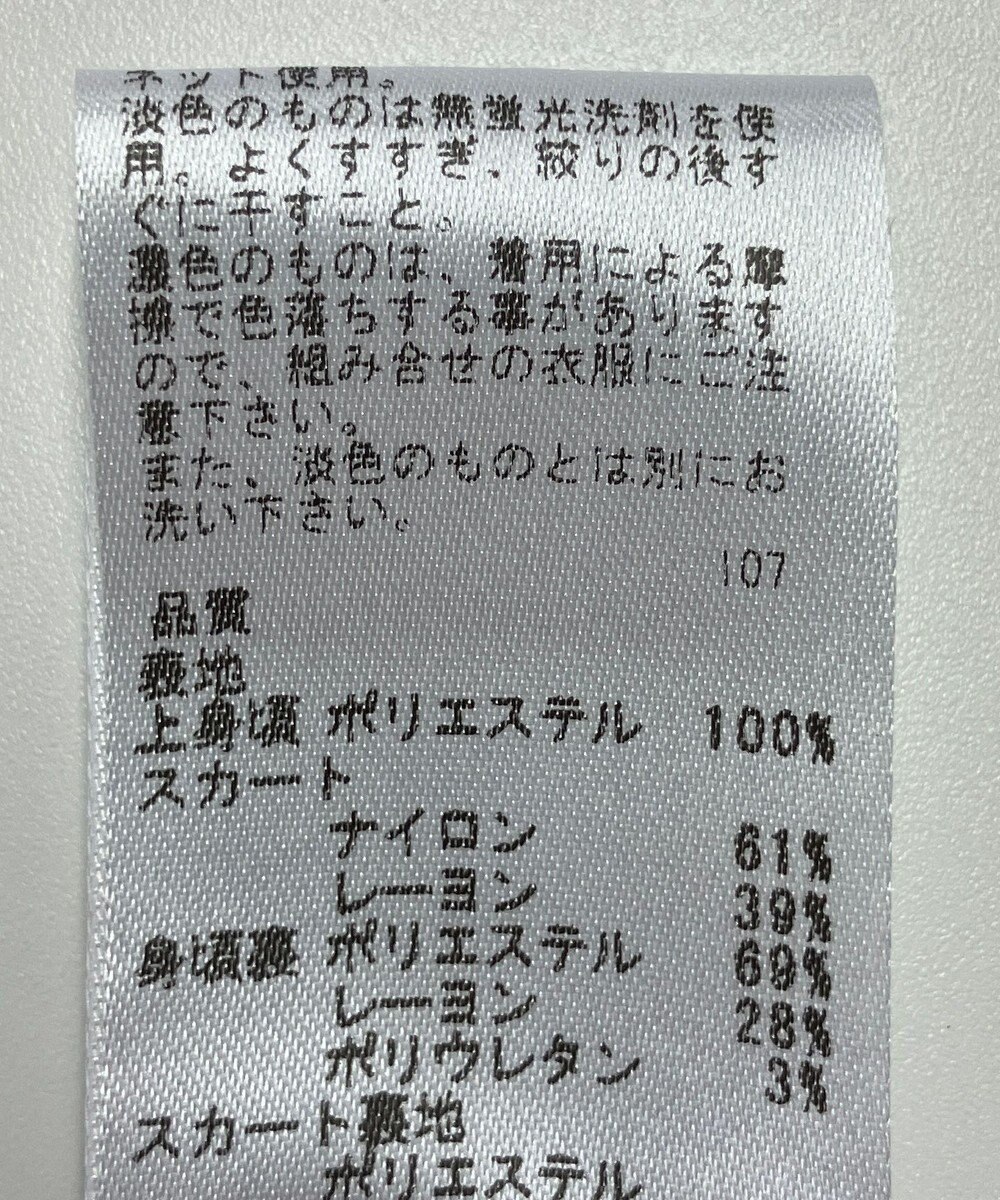 ネット使用。
淡色のものは無蛍光洗剤を使
用。よくすすぎ、絞りの後す
ぐに干すこと。
濃色のものは、着用による摩
擦で色落ちする事があります
ので、組み合せの衣服にご注
意下さい。
また、淡色のものとは別にお
洗い下さい。
107
品質
表地
上身頃 ポリエステル 100%
スカート
ナイロン 61%
レーヨン 39%
身頃裏 ポリエステル 69%
レーヨン 28%
ポリウレタン 3%
スカート裏地
ポリエステル